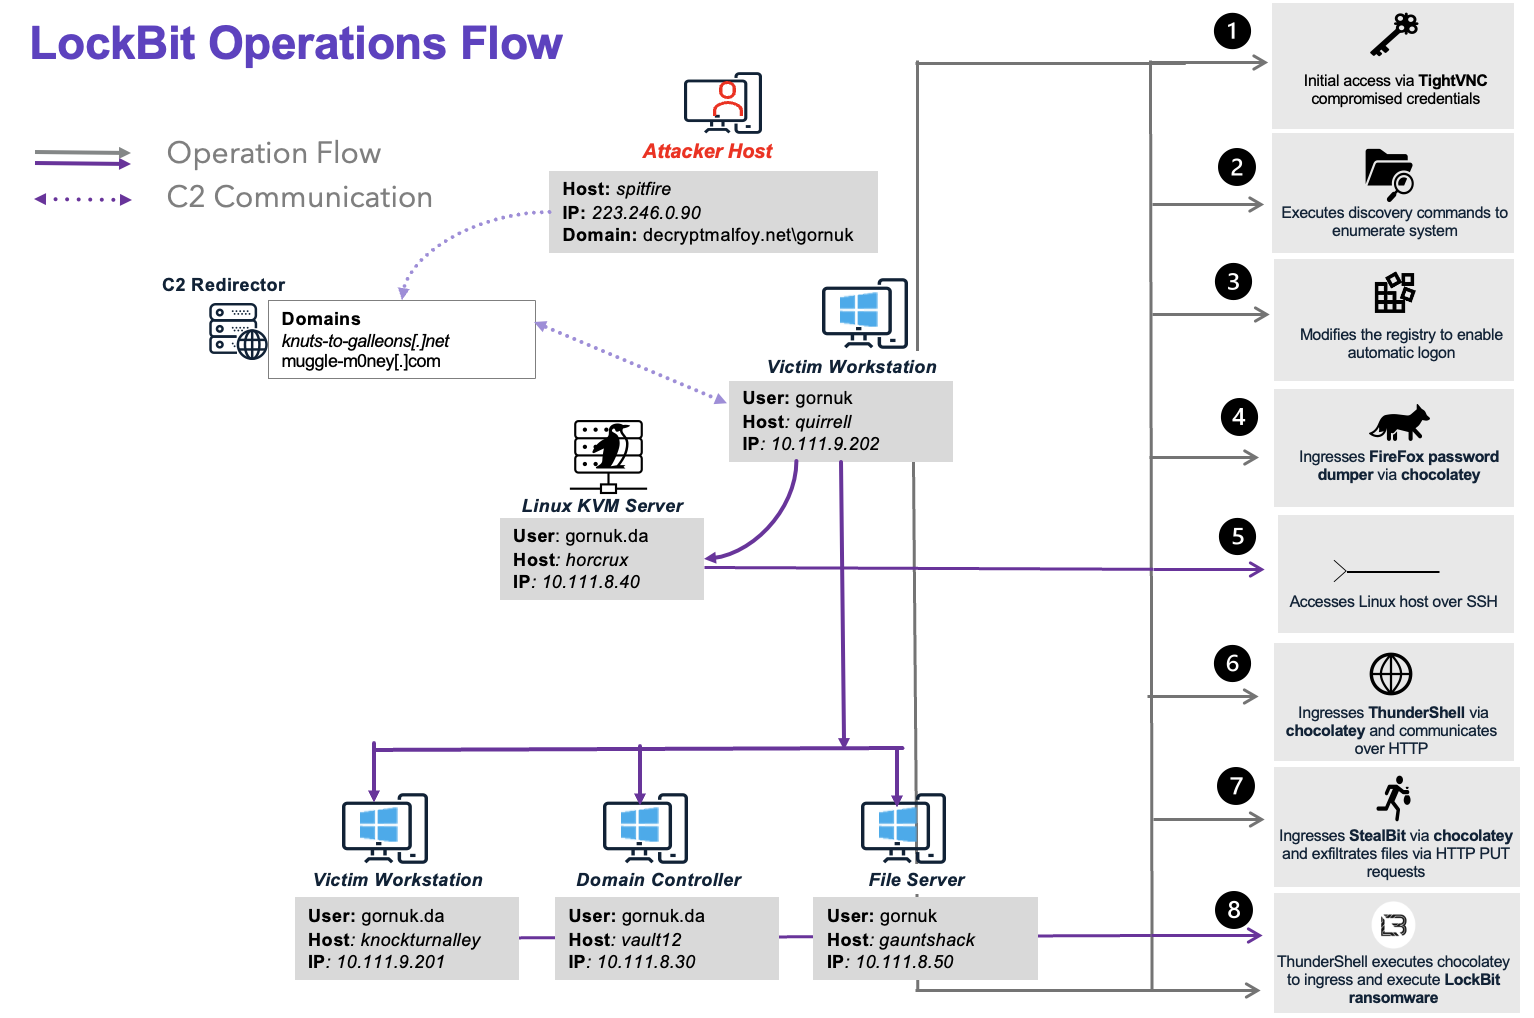 LockBit Operations Flow
Operation Flow
C2 Communication
Attacker Host
Host: spitfire
IP: 223.246.0.90
Domain: decryptmalfoy.net\gornuk
C2 Redirector
Domains
knuts-to-galleons[.]net
muggle-m0ney[.]com
Victim Workstation
User: gornuk
Host: quirrell
IP: 10.111.9.202
Linux KVM Server
User: gornuk.da
Host: horcrux
IP: 10.111.8.40
Victim Workstation
User: gornuk.da
Host: knockturnalley
IP: 10.111.9.201
Domain Controller
User: gornuk.da
Host: vault12
IP: 10.111.8.30
File Server
User: gornuk
Host: gauntshack
IP: 10.111.8.50
1
Initial access via TightVNC
compromised credentials
2
Executes discovery commands to
enumerate system
3
Modifies the registry to enable
automatic logon
4
Ingresses FireFox password
dumper via chocolatey
5
Accesses Linux host over SSH
6
Ingresses ThunderShell via
chocolatey and communicates
over HTTP
7
Ingresses StealBit via chocolatey
and exfiltrates files via HTTP PUT
requests
8
ThunderShell executes chocolatey
to ingress and execute LockBit
ransomware